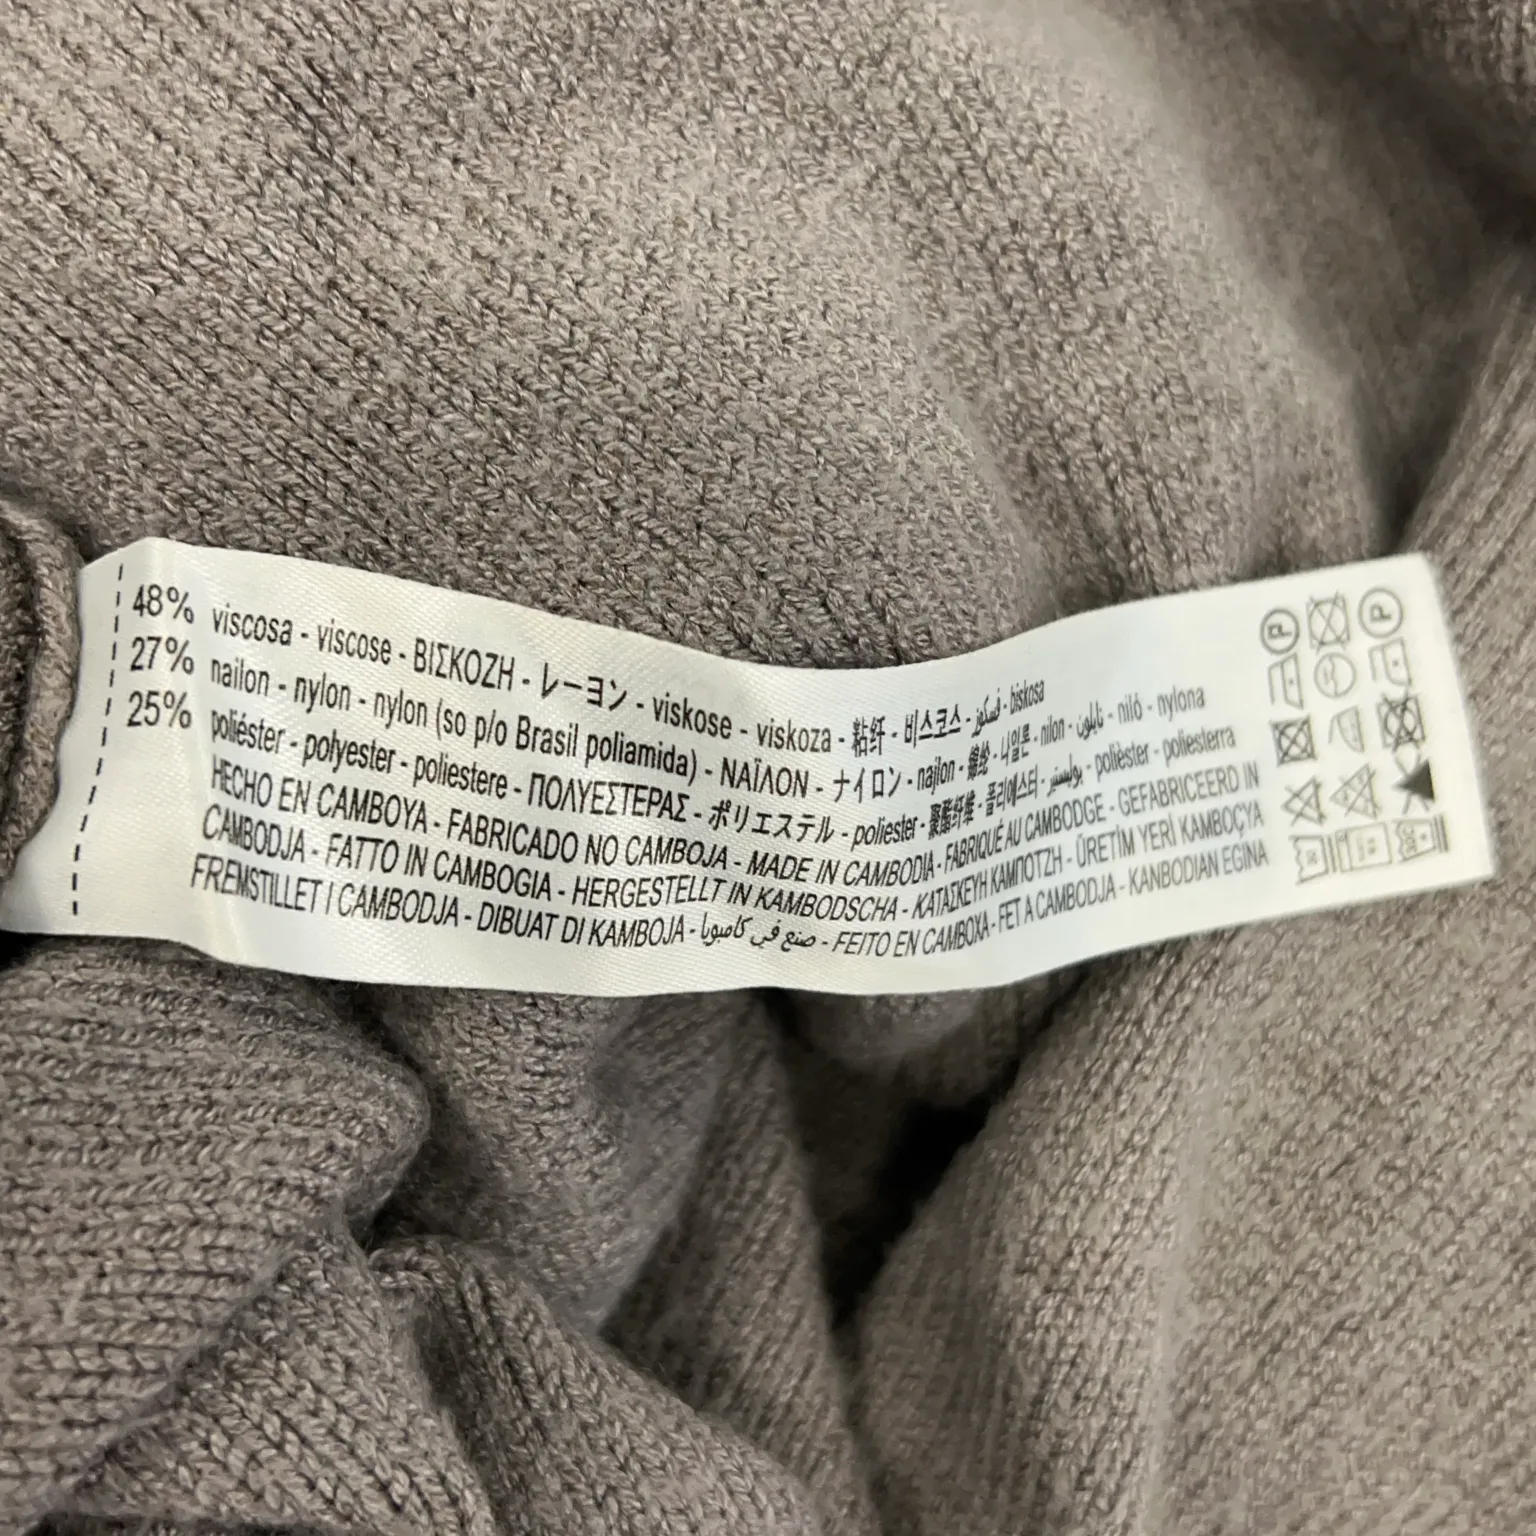 48% viscosa - viscose - ΒΙΣΚΟΖΗ - レーヨン - viskose - viskoza - 粘纤 - 비스코스 - فسكوز - biskosa
27% nailon - nylon - nylon (so p/o Brasil poliamida) - ΝΑΪΛΟΝ - ナイロン - najlon - 锦纶 - 나일론 - nilon - نايلون - niló - nylona
25% poliéster - polyester - poliestere - ΠΟΛΥΕΣΤΕΡΑΣ - ポリエステル - poliester - 聚酯纤维 - 폴리에스터 - بوليستر - polièster - poliesterra
HECHO EN CAMBOYA - FABRICADO NO CAMBOJA - MADE IN CAMBODIA - FABRIQUÉ AU CAMBODGE - GEFABRICEERD IN
CAMBODJA - FATTO IN CAMBOGIA - HERGESTELLT IN KAMBODSCHA - ΚΑΤΑΣΚΕΥΗ ΚΑΜΠΟΤΖΗ - ÜRETİM YERİ KAMBOÇYA
FREMSTILLET I CAMBODJA - DIBUAT DI KAMBOJA - صنع في كامبوديا - FEITO EN CAMBOXA - FET A CAMBODJA - KANBODIAN EGINA
P P